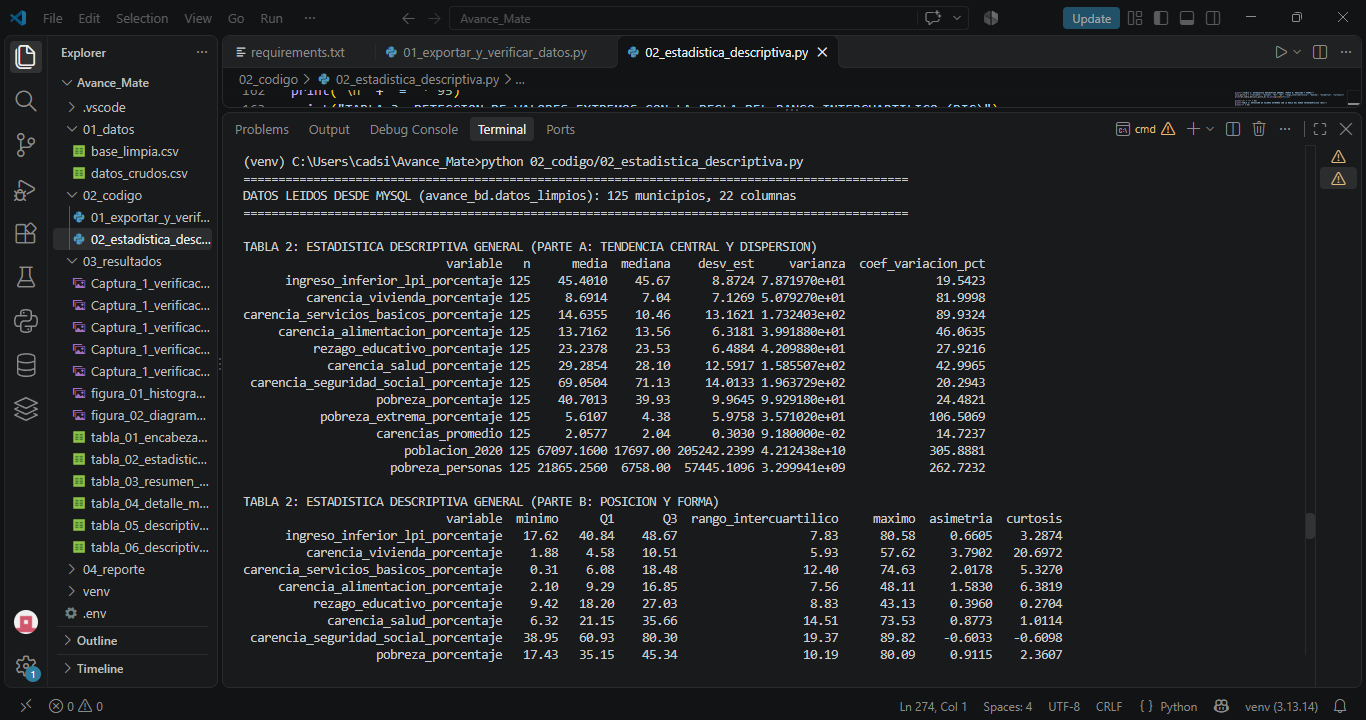 File Edit Selection View Go Run ··· Avance_Mate Update
Explorer ···
Avance_Mate
.vscode
01_datos
base_limpia.csv
datos_crudos.csv
02_codigo
01_exportar_y_verif...
02_estadistica_desc...
03_resultados
Captura_1_verificac...
Captura_1_verificac...
Captura_1_verificac...
Captura_1_verificac...
Captura_1_verificac...
figura_01_histogra...
figura_02_diagram...
tabla_01_encabeza...
tabla_02_estadistic...
tabla_03_resumen_...
tabla_04_detalle_m...
tabla_05_descriptiv...
tabla_06_descriptiv...
04_reporte
venv
.env
Outline
Timeline
1
requirements.txt 01_exportar_y_verificar_datos.py 02_estadistica_descriptiva.py
02_codigo > 02_estadistica_descriptiva.py > ...
Problems Output Debug Console Terminal Ports cmd
(venv) C:\Users\cadsi\Avance_Mate>python 02_codigo/02_estadistica_descriptiva.py
===============================================================================================
DATOS LEIDOS DESDE MYSQL (avance_bd.datos_limpios): 125 municipios, 22 columnas
===============================================================================================
TABLA 2: ESTADISTICA DESCRIPTIVA GENERAL (PARTE A: TENDENCIA CENTRAL Y DISPERSION)
variable n media mediana desv_est varianza coef_variacion_pct
ingreso_inferior_lpi_porcentaje 125 45.4010 45.67 8.8724 7.871970e+01 19.5423
carencia_vivienda_porcentaje 125 8.6914 7.04 7.1269 5.079270e+01 81.9998
carencia_servicios_basicos_porcentaje 125 14.6355 10.46 13.1621 1.732403e+02 89.9324
carencia_alimentacion_porcentaje 125 13.7162 13.56 6.3181 3.991880e+01 46.0635
rezago_educativo_porcentaje 125 23.2378 23.53 6.4884 4.209880e+01 27.9216
carencia_salud_porcentaje 125 29.2854 28.10 12.5917 1.585507e+02 42.9965
carencia_seguridad_social_porcentaje 125 69.0504 71.13 14.0133 1.963729e+02 20.2943
pobreza_porcentaje 125 40.7013 39.93 9.9645 9.929180e+01 24.4821
pobreza_extrema_porcentaje 125 5.6107 4.38 5.9758 3.571020e+01 106.5069
carencias_promedio 125 2.0577 2.04 0.3030 9.180000e-02 14.7237
poblacion_2020 125 67097.1600 17697.00 205242.2399 4.212438e+10 305.8881
pobreza_personas 125 21865.2560 6758.00 57445.1096 3.299941e+09 262.7232
TABLA 2: ESTADISTICA DESCRIPTIVA GENERAL (PARTE B: POSICION Y FORMA)
variable minimo Q1 Q3 rango_intercuartilico maximo asimetria curtosis
ingreso_inferior_lpi_porcentaje 17.62 40.84 48.67 7.83 80.58 0.6605 3.2874
carencia_vivienda_porcentaje 1.88 4.58 10.51 5.93 57.62 3.7902 20.6972
carencia_servicios_basicos_porcentaje 0.31 6.08 18.48 12.40 74.63 2.0178 5.3270
carencia_alimentacion_porcentaje 2.10 9.29 16.85 7.56 48.11 1.5830 6.3819
rezago_educativo_porcentaje 9.42 18.20 27.03 8.83 43.13 0.3960 0.2704
carencia_salud_porcentaje 6.32 21.15 35.66 14.51 73.53 0.8773 1.0114
carencia_seguridad_social_porcentaje 38.95 60.93 80.30 19.37 89.82 -0.6033 -0.6098
pobreza_porcentaje 17.43 35.15 45.34 10.19 80.09 0.9115 2.3607
0 0 Ln 274, Col 1 Spaces: 4 UTF-8 CRLF { } Python venv (3.13.14)